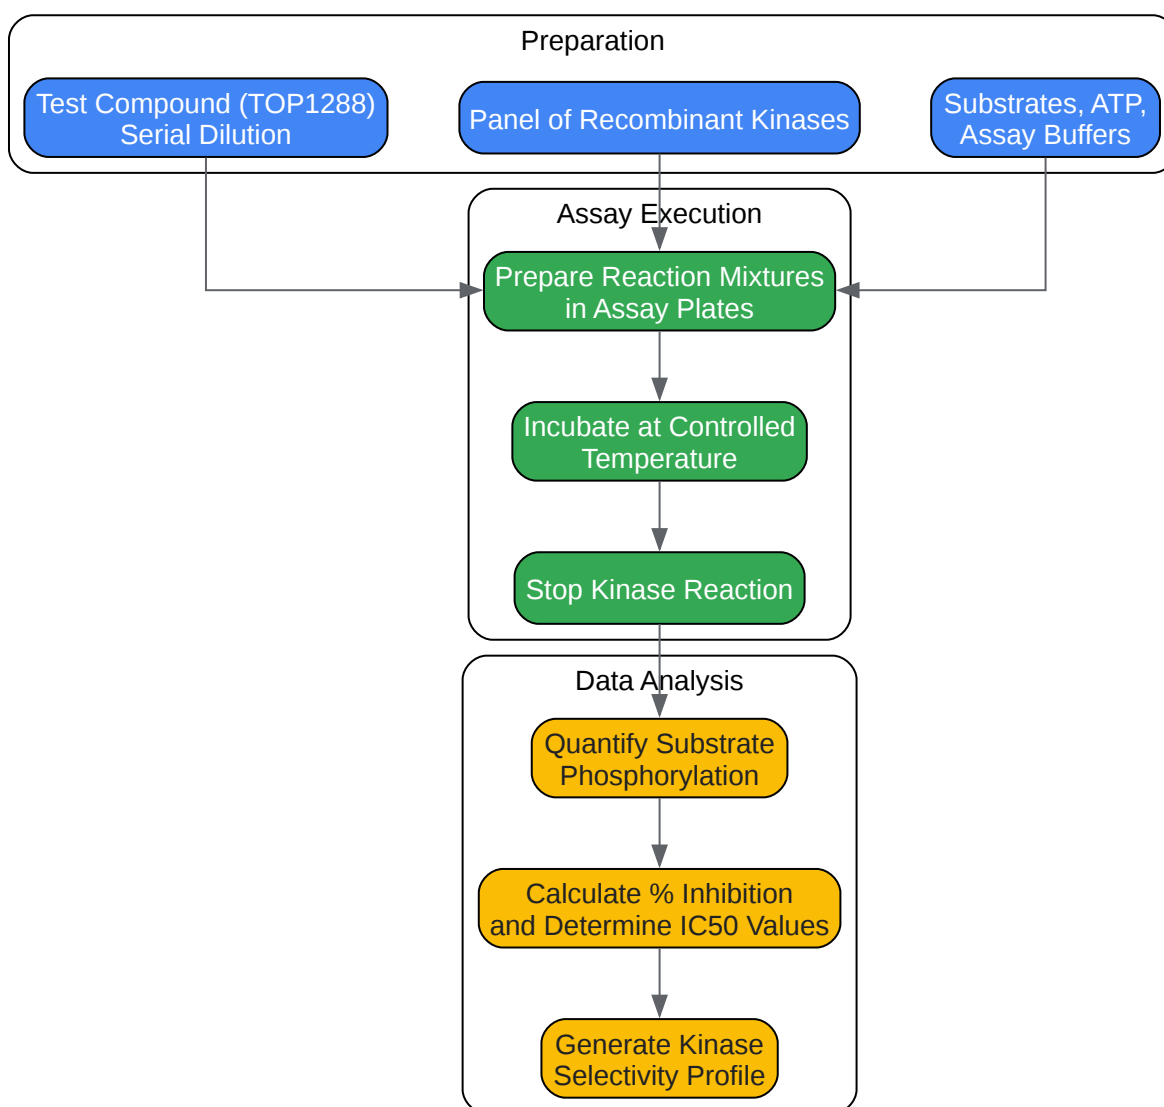 Preparation
Test Compound (TOP1288)
Serial Dilution
Panel of Recombinant Kinases
Substrates, ATP,
Assay Buffers
Assay Execution
Prepare Reaction Mixtures
in Assay Plates
Incubate at Controlled
Temperature
Stop Kinase Reaction
Data Analysis
Quantify Substrate
Phosphorylation
Calculate % Inhibition
and Determine IC50 Values
Generate Kinase
Selectivity Profile